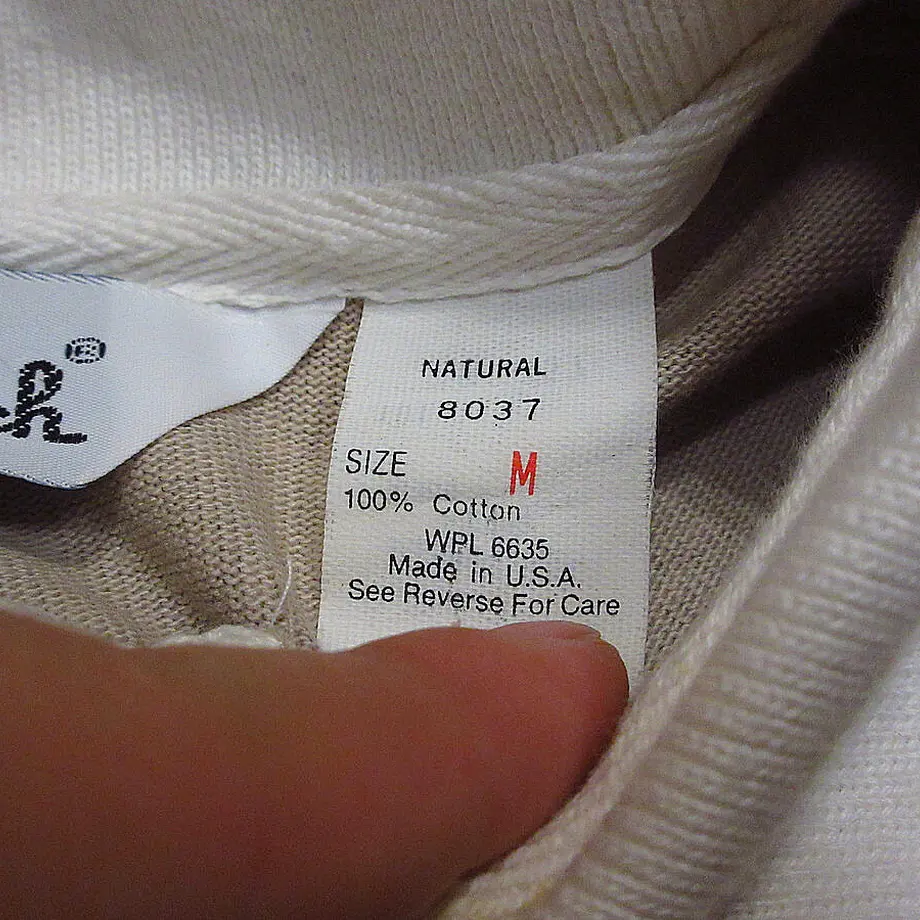 NATURAL
8037
SIZE M
100% Cotton
WPL 6635
Made in U.S.A.
See Reverse For Care